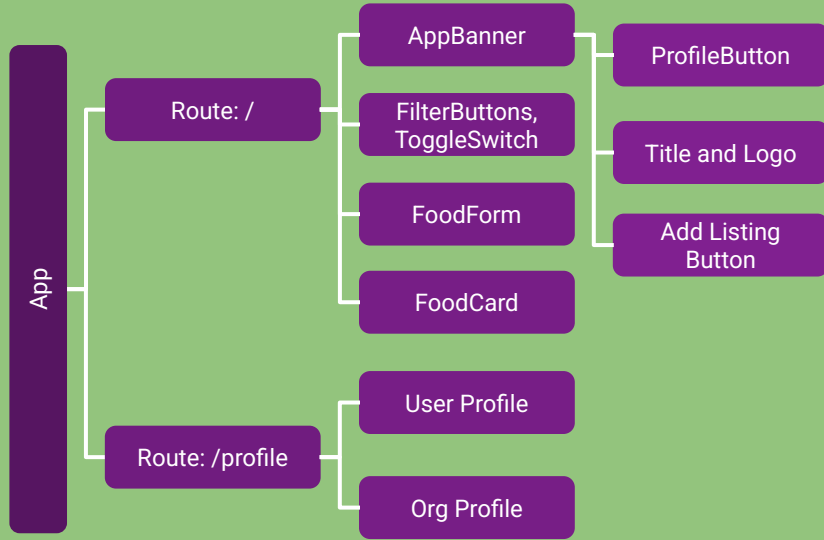 App
Route: /
AppBanner
ProfileButton
Title and Logo
Add Listing
Button
FilterButtons,
ToggleSwitch
FoodForm
FoodCard
Route: /profile
User Profile
Org Profile